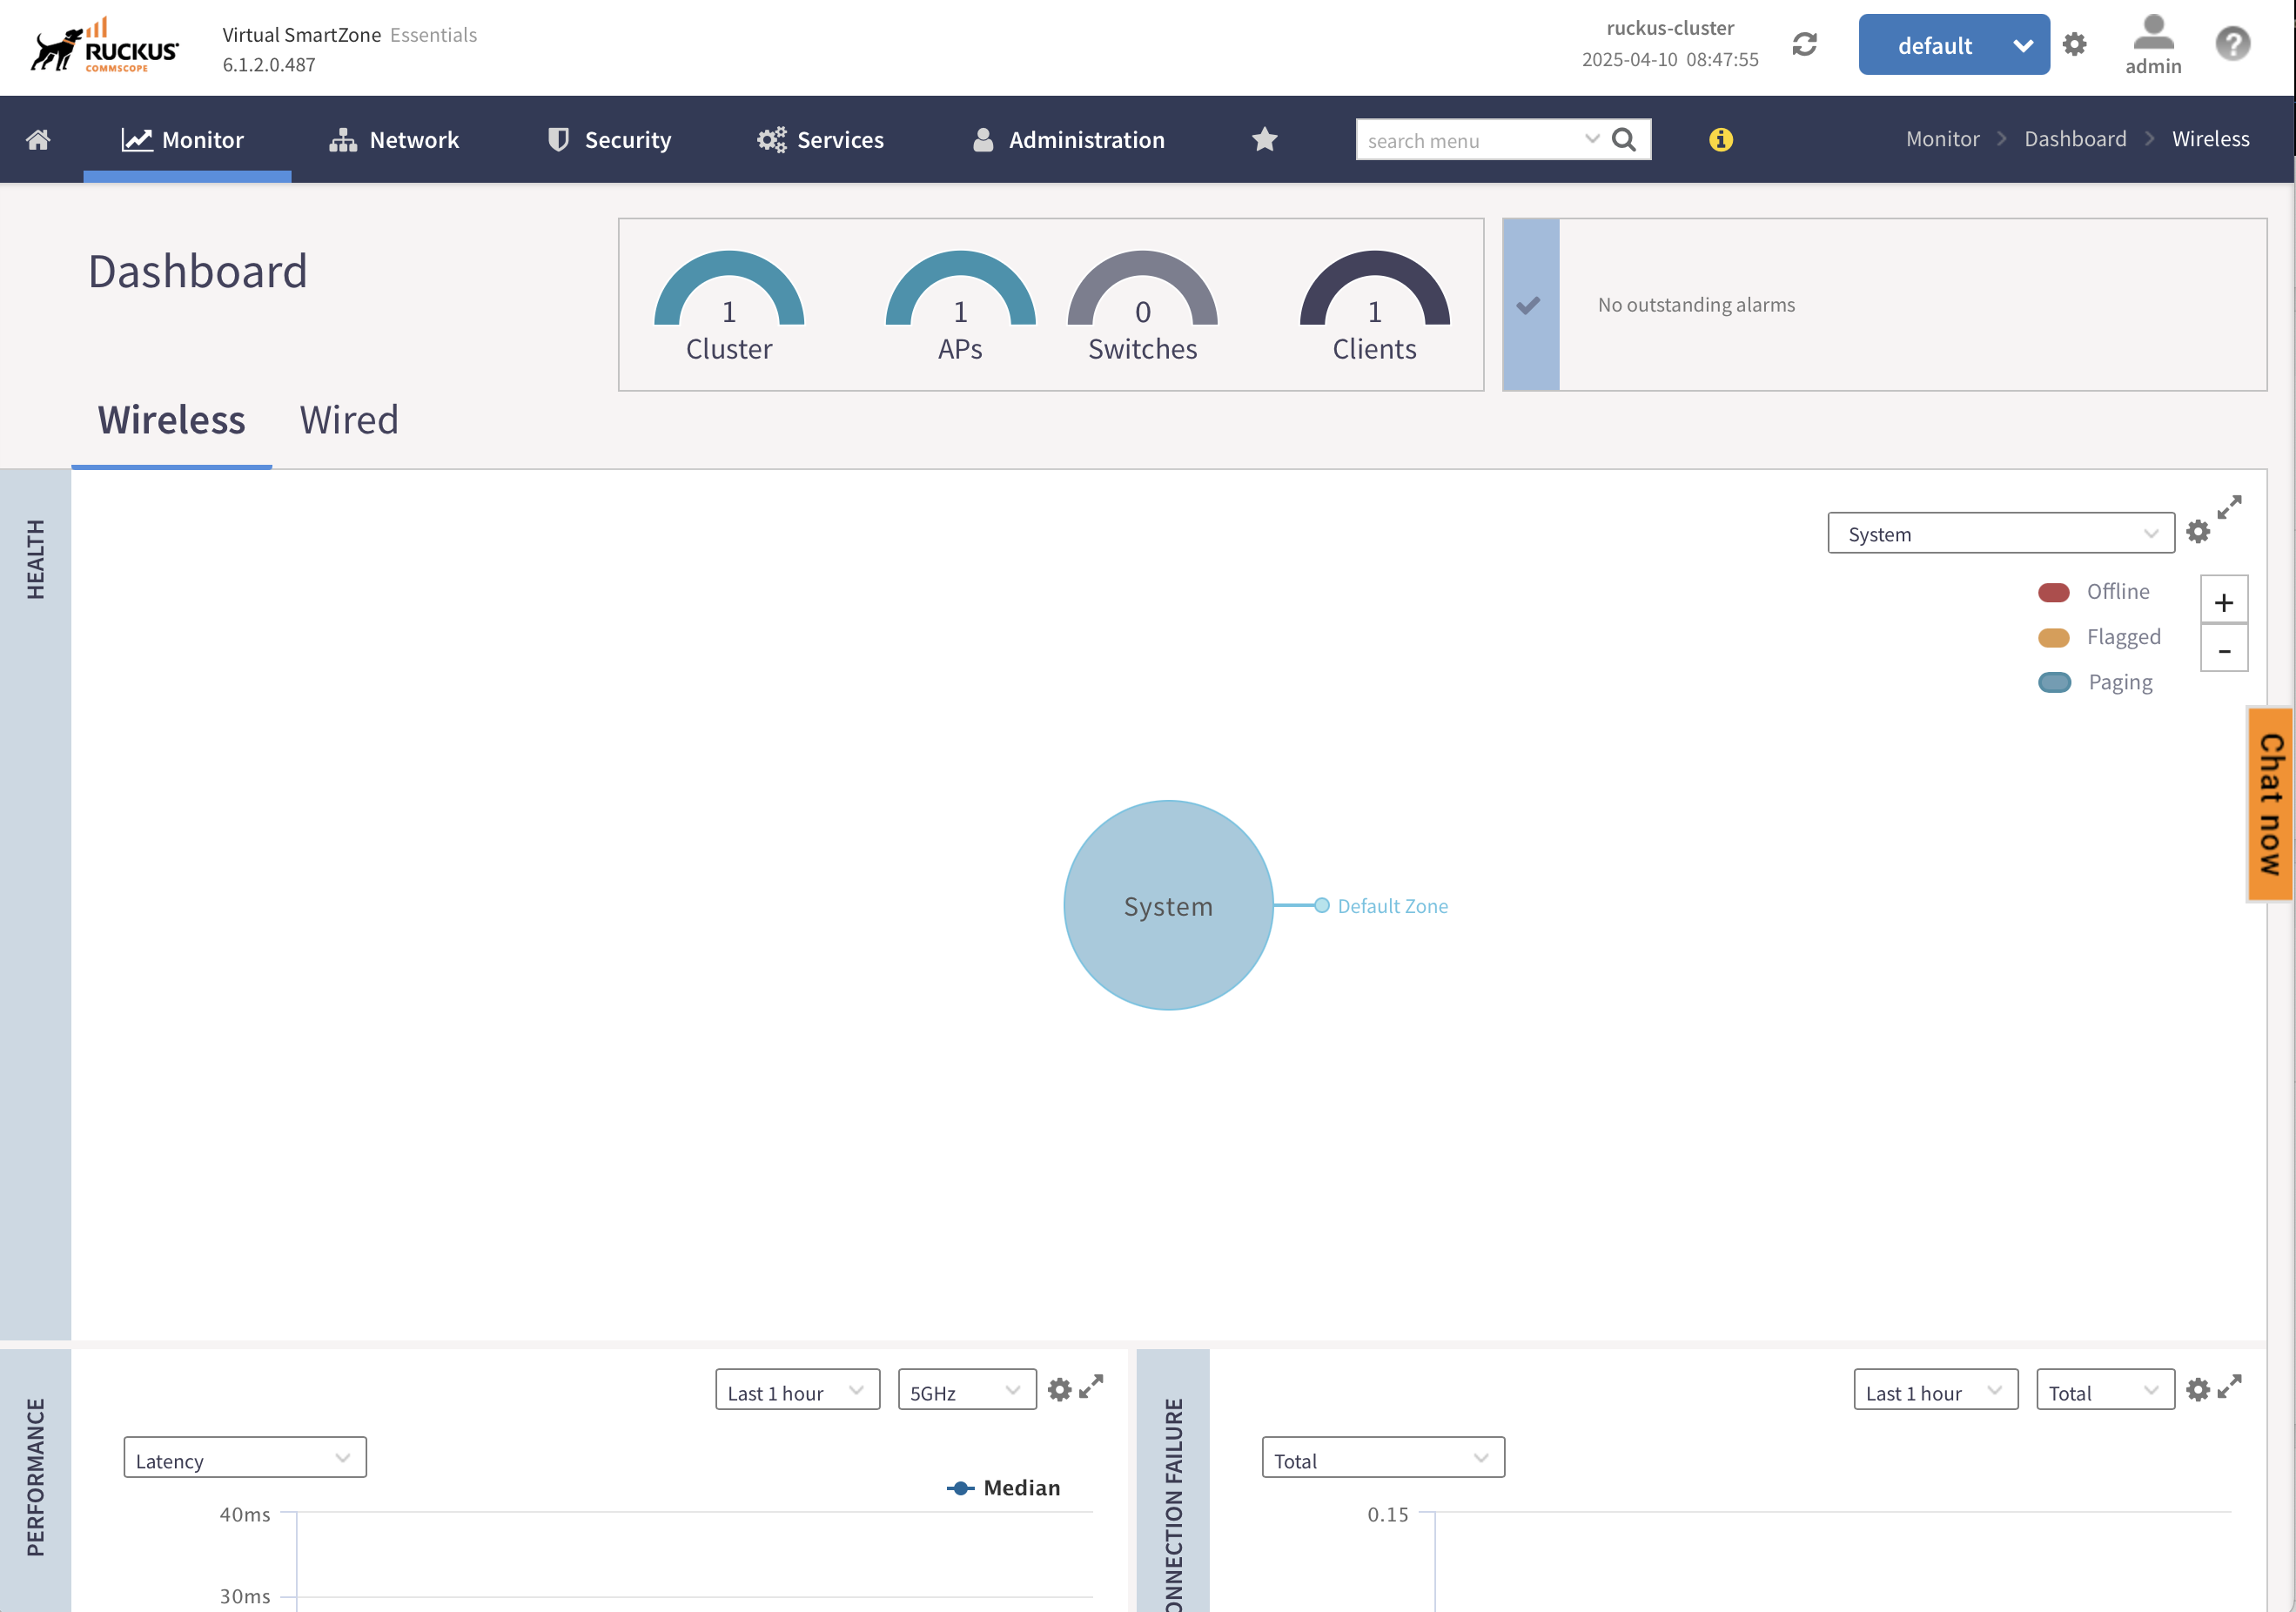 RUCKUS
COMMSCOPE
Virtual SmartZone Essentials
6.1.2.0.487
ruckus-cluster
2025-04-10 08:47:55
default
admin
?
Monitor
Network
Security
Services
Administration
search menu
Monitor > Dashboard > Wireless
Dashboard
1
Cluster
1
APs
0
Switches
1
Clients
No outstanding alarms
Wireless
Wired
HEALTH
System
Offline
Flagged
Paging
+
-
Chat now
System
Default Zone
PERFORMANCE
Last 1 hour
5GHz
Latency
Median
40ms
30ms
ONNECTION FAILURE
Last 1 hour
Total
Total
0.15